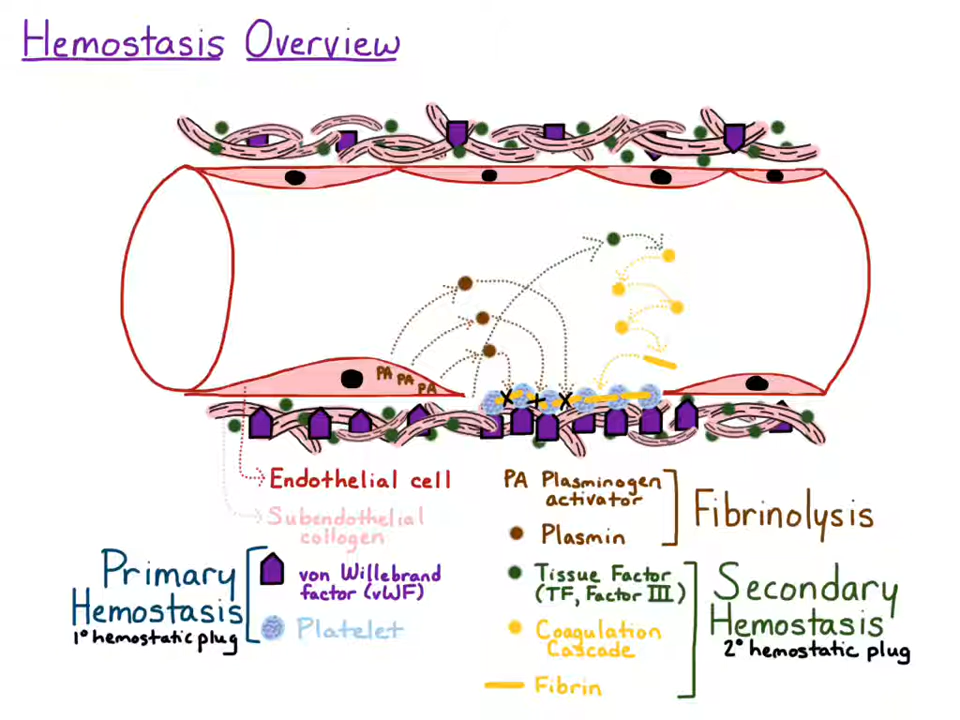 Hemostasis Overview
PA PA PA
Endothelial cell
Subendothelial
collogen
Primary
Hemostasis
1° hemostatic plug
von Willebrand
factor (vWF)
Platelet
PA Plasminogen
activator
Plasmin
Fibrinolysis
Tissue Factor
(TF, Factor III)
Coagulation
Cascade
Fibrin
Secondary
Hemostasis
2° hemostatic plug